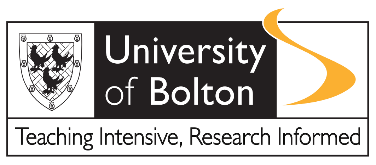 University
of Bolton
Teaching Intensive, Research Informed